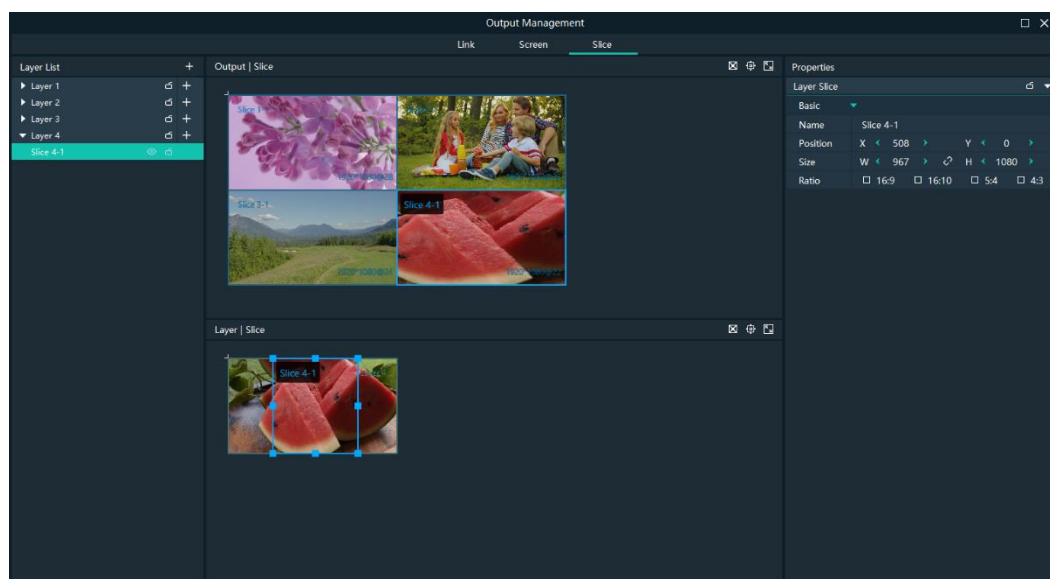 Output Management
Link Screen Slice
Layer List +
Layer 1 +
Layer 2 +
Layer 3 +
Layer 4 +
Slice 4-1
Output | Slice
Slice 1-1
Slice 3-1
Slice 4-1
Layer | Slice
Slice 4-1
Properties
Layer Slice
Basic
Name Slice 4-1
Position X 508 Y 0
Size W 967 H 1080
Ratio 16:9 16:10 5:4 4:3